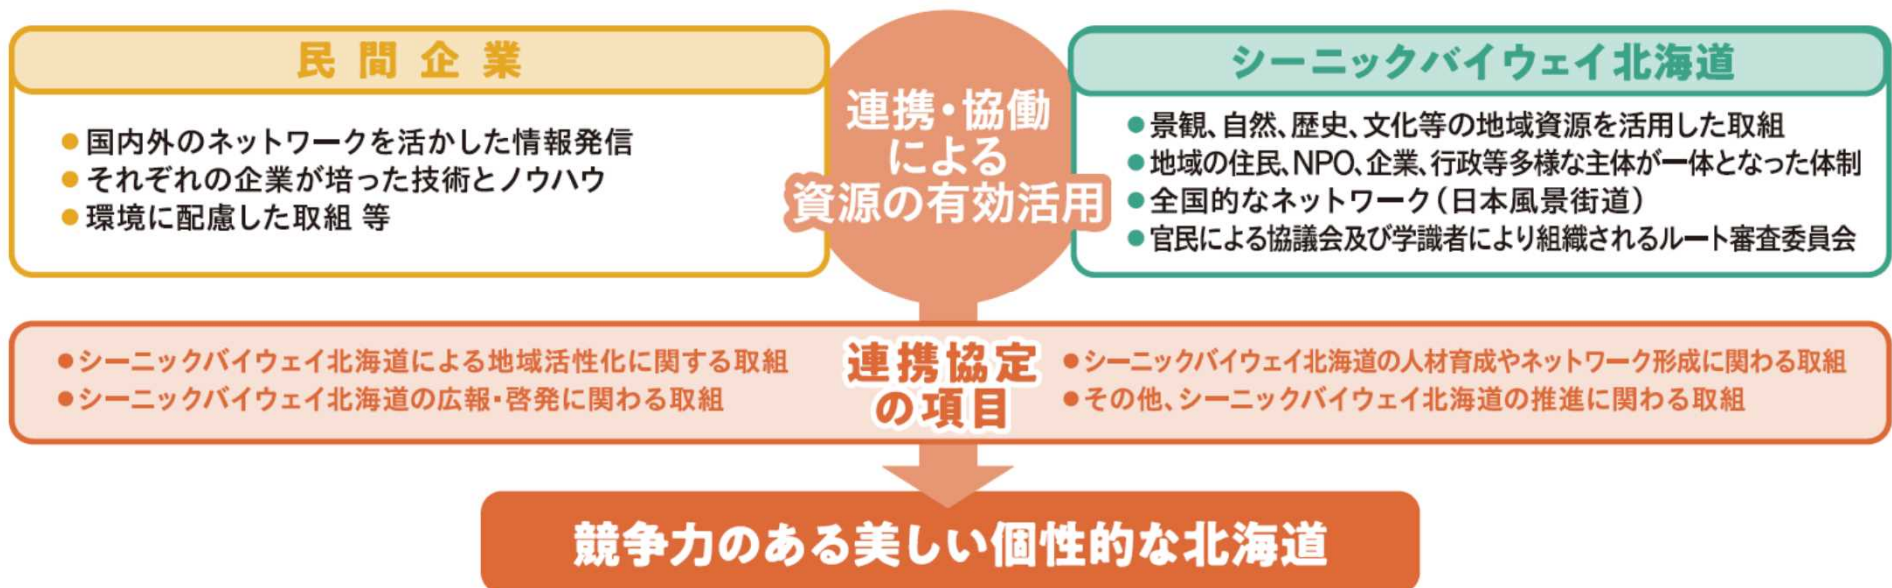 民間企業
●国内外のネットワークを活かした情報発信
●それぞれの企業が培った技術とノウハウ
●環境に配慮した取組 等
連携・協働
による
資源の有効活用
シーニックバイウェイ北海道
●景観、自然、歴史、文化等の地域資源を活用した取組
●地域の住民、NPO、企業、行政等多様な主体が一体となった体制
●全国的なネットワーク（日本風景街道）
●官民による協議会及び学識者により組織されるルート審査委員会
連携協定
の項目
●シーニックバイウェイ北海道による地域活性化に関する取組
●シーニックバイウェイ北海道の広報・啓発に関わる取組
●シーニックバイウェイ北海道の人材育成やネットワーク形成に関わる取組
●その他、シーニックバイウェイ北海道の推進に関わる取組
競争力のある美しい個性的な北海道